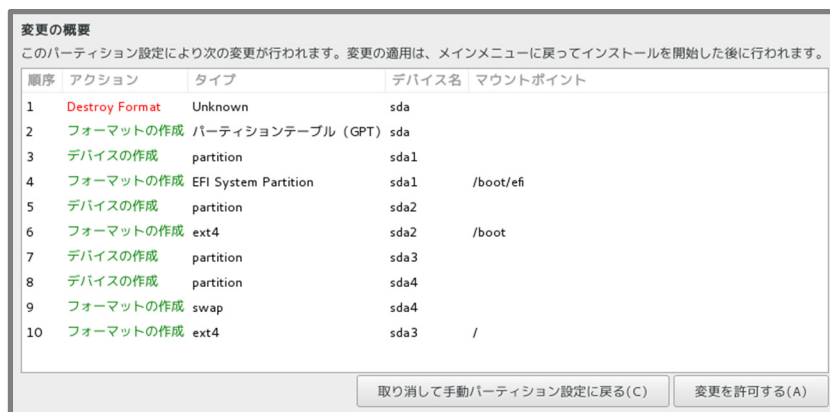 変更の概要
このパーティション設定により次の変更が行われます。変更の適用は、メインメニューに戻ってインストールを開始した後に行われます。
順序 アクション タイプ デバイス名 マウントポイント
1 Destroy Format Unknown sda
2 フォーマットの作成 パーティションテーブル（GPT） sda
3 デバイスの作成 partition sda1
4 フォーマットの作成 EFI System Partition sda1 /boot/efi
5 デバイスの作成 partition sda2
6 フォーマットの作成 ext4 sda2 /boot
7 デバイスの作成 partition sda3
8 デバイスの作成 partition sda4
9 フォーマットの作成 swap sda4
10 フォーマットの作成 ext4 sda3 /
取り消して手動パーティション設定に戻る(C) 変更を許可する(A)